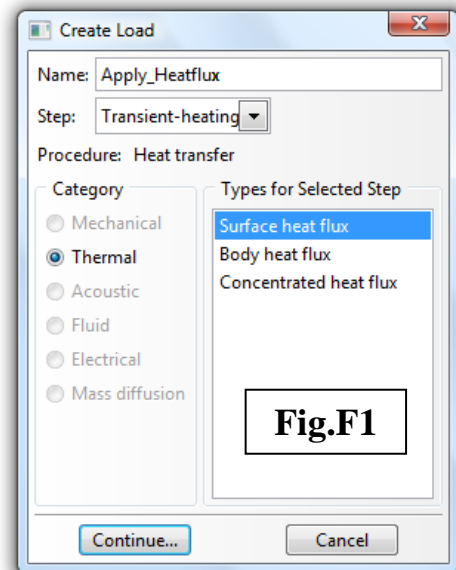 Create Load
Name: Apply_Heatflux
Step: Transient-heating
Procedure: Heat transfer
Category
Mechanical
Thermal
Acoustic
Fluid
Electrical
Mass diffusion
Types for Selected Step
Surface heat flux
Body heat flux
Concentrated heat flux
Fig.F1
Continue...
Cancel